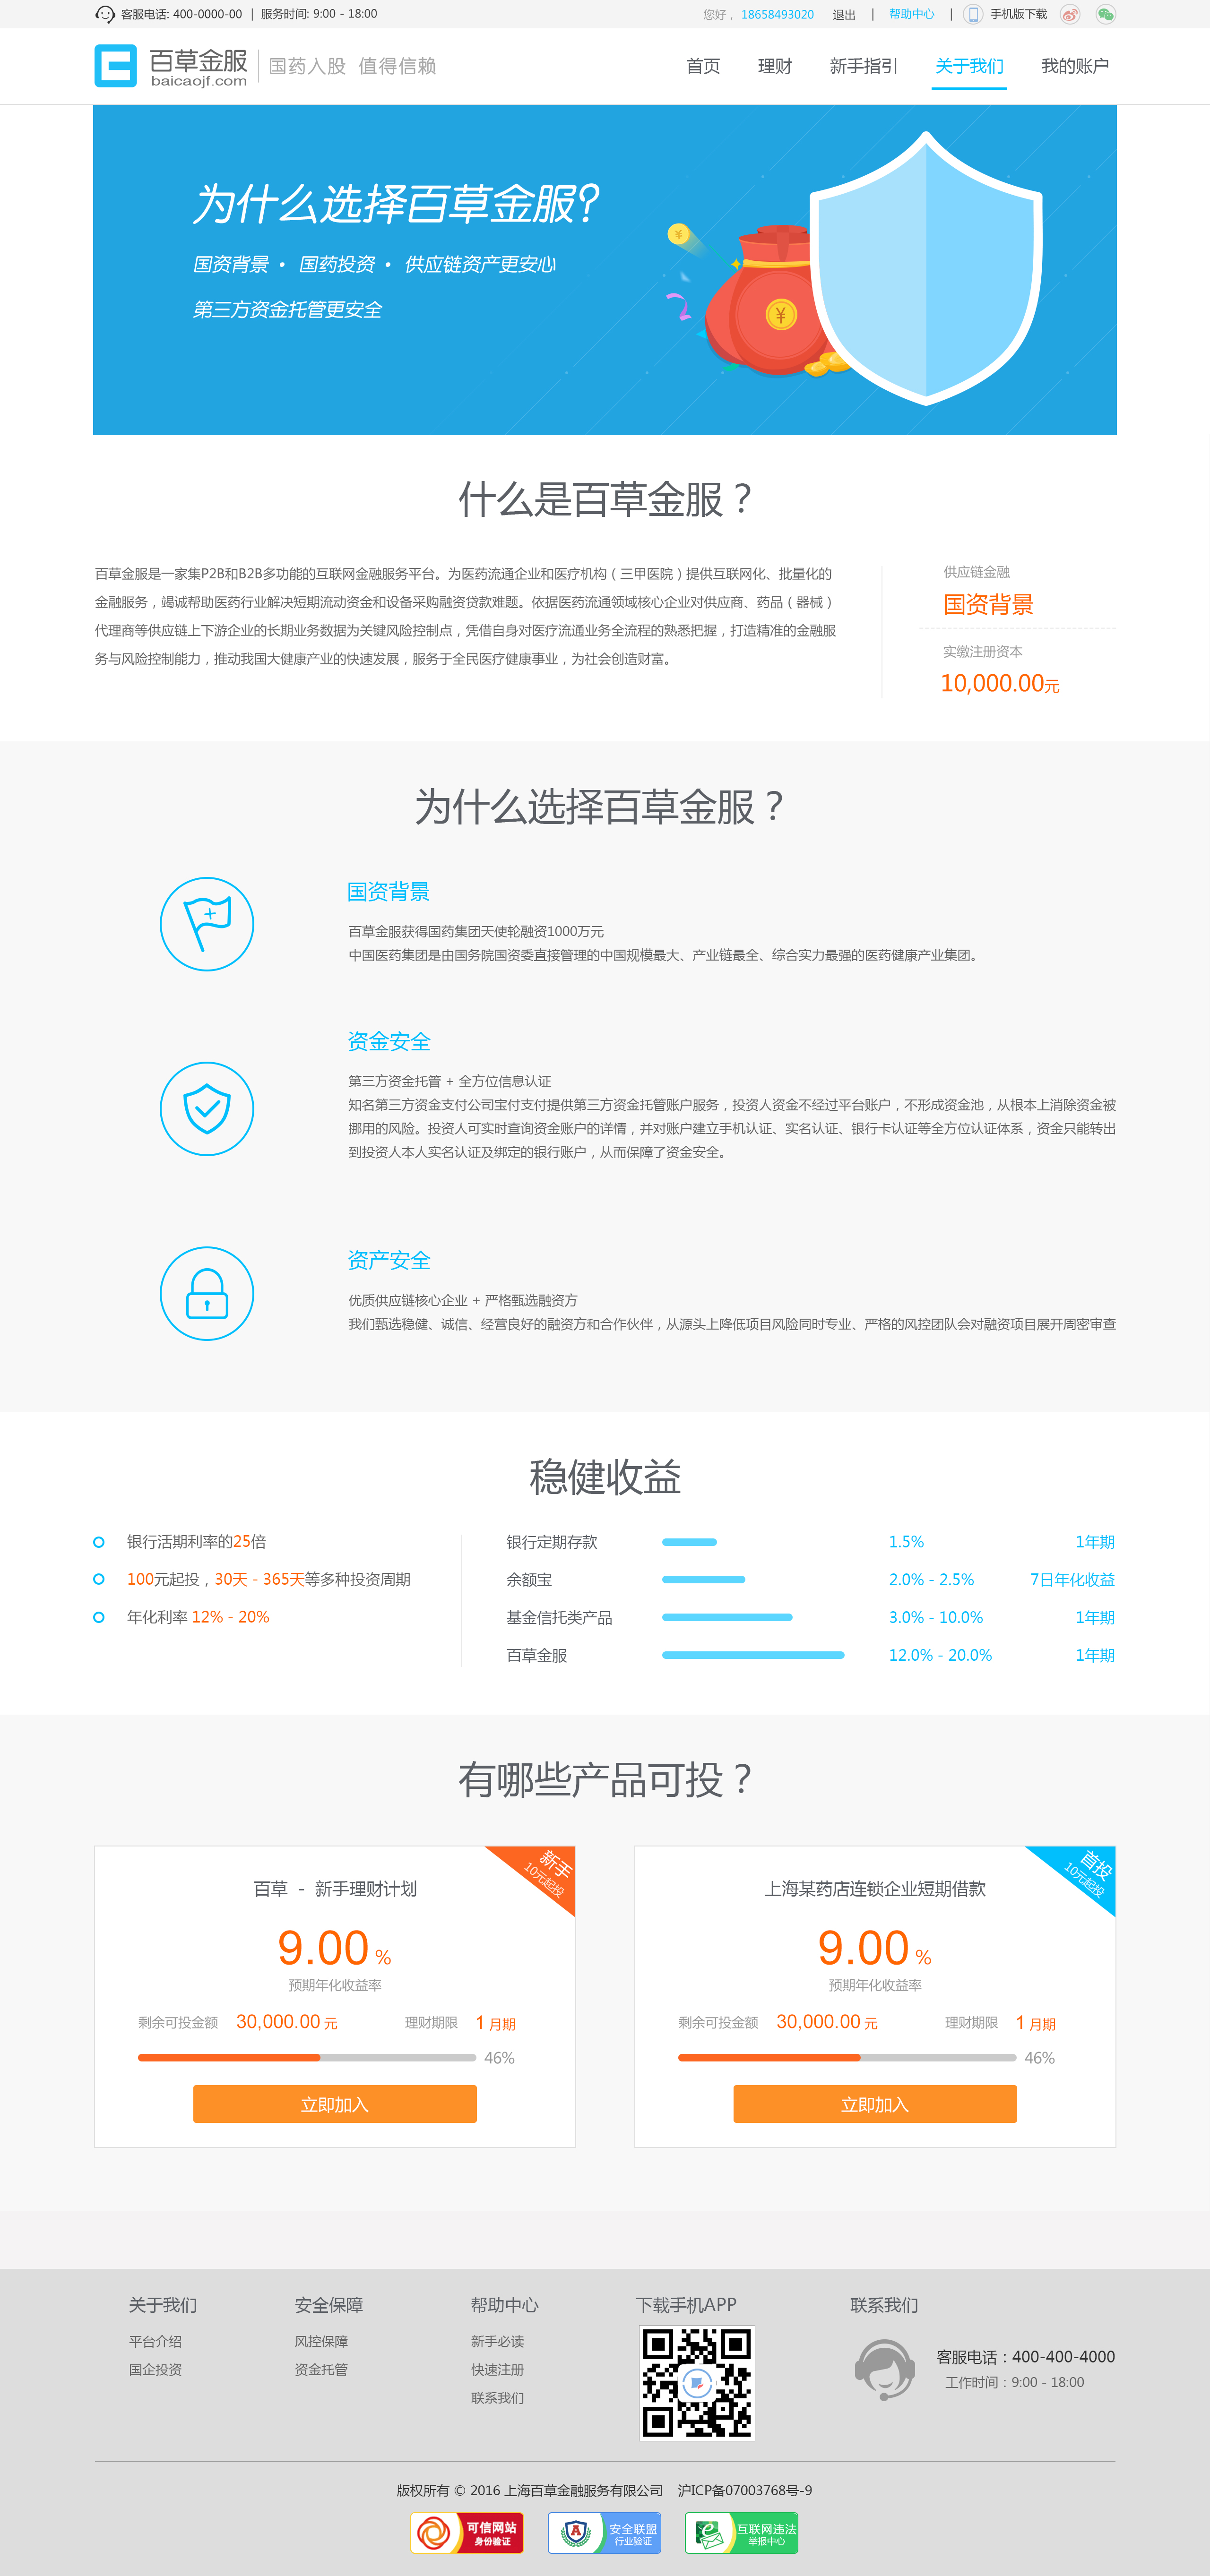 客服电话: 400-0000-00 | 服务时间: 9:00 - 18:00
您好， 18658493020 退出 | 帮助中心 | 手机版下载
百草金服
baicaojf.com
国药入股 值得信赖
首页 理财 新手指引 关于我们 我的账户
为什么选择百草金服?
国资背景 • 国药投资 • 供应链资产更安心
第三方资金托管更安全
¥
¥
什么是百草金服？
百草金服是一家集P2B和B2B多功能的互联网金融服务平台。为医药流通企业和医疗机构（三甲医院）提供互联网化、批量化的
金融服务，竭诚帮助医药行业解决短期流动资金和设备采购融资贷款难题。依据医药流通领域核心企业对供应商、药品（器械）
代理商等供应链上下游企业的长期业务数据为关键风险控制点，凭借自身对医疗流通业务全流程的熟悉把握，打造精准的金融服
务与风险控制能力，推动我国大健康产业的快速发展，服务于全民医疗健康事业，为社会创造财富。
供应链金融
国资背景
实缴注册资本
10,000.00元
为什么选择百草金服？
国资背景
百草金服获得国药集团天使轮融资1000万元
中国医药集团是由国务院国资委直接管理的中国规模最大、产业链最全、综合实力最强的医药健康产业集团。
资金安全
第三方资金托管 + 全方位信息认证
知名第三方资金支付公司宝付支付提供第三方资金托管账户服务，投资人资金不经过平台账户，不形成资金池，从根本上消除资金被
挪用的风险。投资人可实时查询资金账户的详情，并对账户建立手机认证、实名认证、银行卡认证等全方位认证体系，资金只能转出
到投资人本人实名认证及绑定的银行账户，从而保障了资金安全。
资产安全
优质供应链核心企业 + 严格甄选融资方
我们甄选稳健、诚信、经营良好的融资方和合作伙伴，从源头上降低项目风险同时专业、严格的风控团队会对融资项目展开周密审查
稳健收益
银行活期利率的25倍
100元起投，30天 - 365天等多种投资周期
年化利率 12% - 20%
银行定期存款 1.5% 1年期
余额宝 2.0% - 2.5% 7日年化收益
基金信托类产品 3.0% - 10.0% 1年期
百草金服 12.0% - 20.0% 1年期
有哪些产品可投？
新手
10元起投
百草 - 新手理财计划
9.00 %
预期年化收益率
剩余可投金额 30,000.00 元 理财期限 1 月期
46%
立即加入
首投
10元起投
上海某药店连锁企业短期借款
9.00 %
预期年化收益率
剩余可投金额 30,000.00 元 理财期限 1 月期
46%
立即加入
关于我们
平台介绍
国企投资
安全保障
风控保障
资金托管
帮助中心
新手必读
快速注册
联系我们
下载手机APP
联系我们
客服电话：400-400-4000
工作时间：9:00 - 18:00
版权所有 © 2016 上海百草金融服务有限公司 沪ICP备07003768号-9
可信网站
身份验证
A
安全联盟
行业验证
互联网违法
举报中心